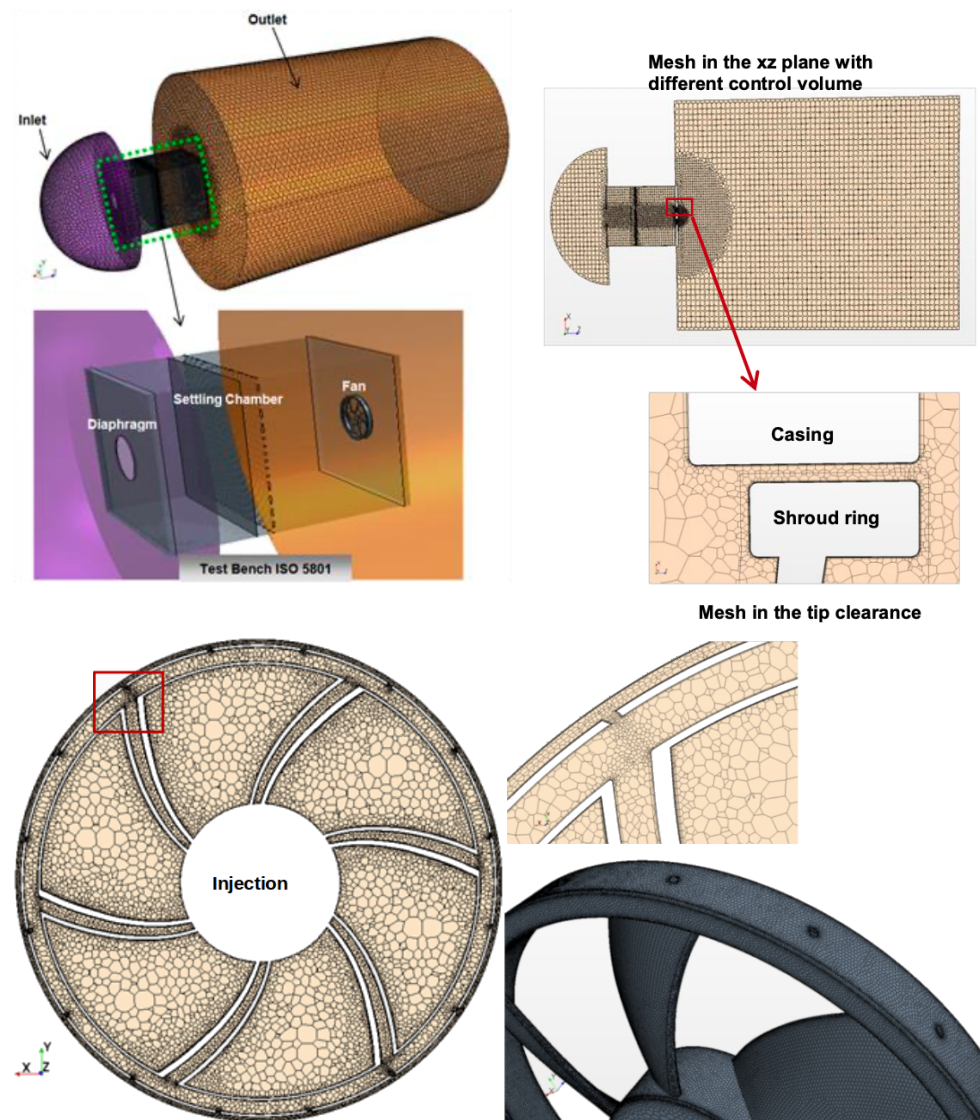 Outlet
Inlet
Mesh in the xz plane with
different control volume
Fan
Settling Chamber
Diaphragm
Test Bench ISO 5801
Casing
Shroud ring
Mesh in the tip clearance
Injection
Y
X
Z